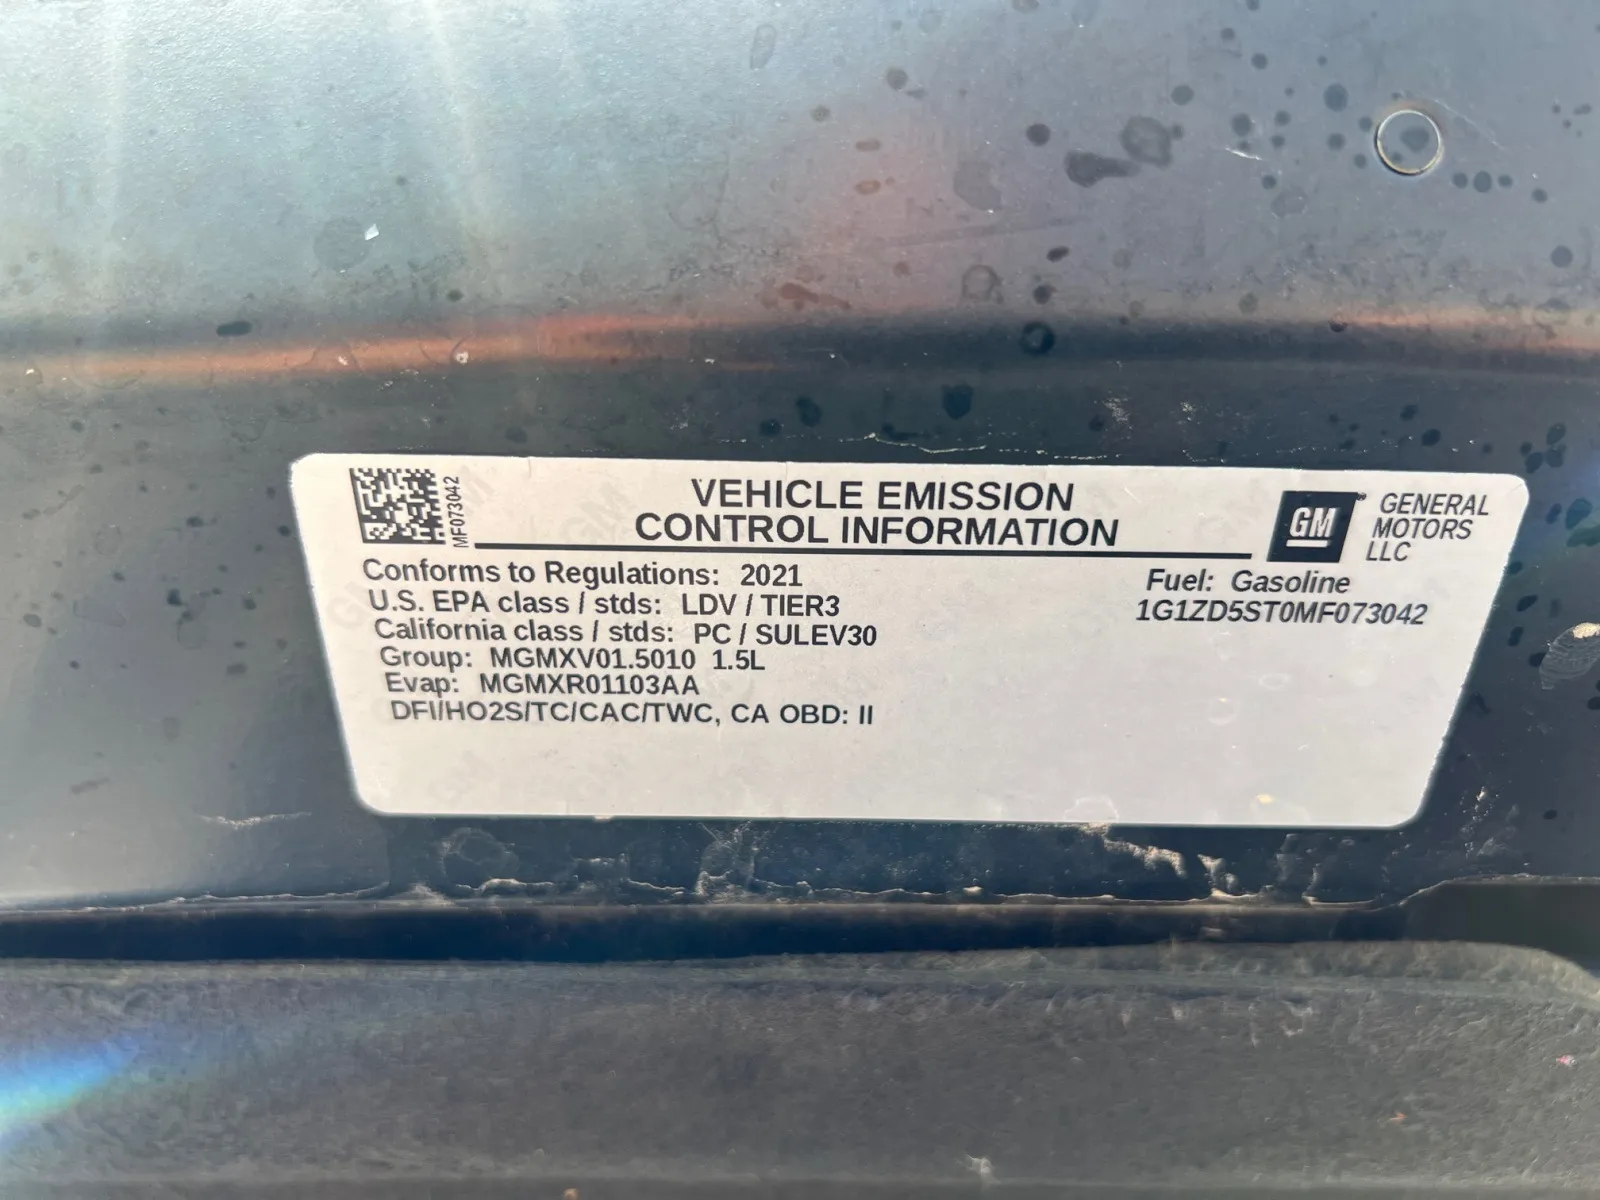 MF073042
VEHICLE EMISSION
CONTROL INFORMATION
GM
GENERAL
MOTORS
LLC
Conforms to Regulations: 2021
Fuel: Gasoline
U.S. EPA class / stds: LDV / TIER3
1G1ZD5ST0MF073042
California class / stds: PC / SULEV30
Group: MGMXV01.5010 1.5L
Evap: MGMXR01103AA
DFI/HO2S/TC/CAC/TWC, CA OBD: II